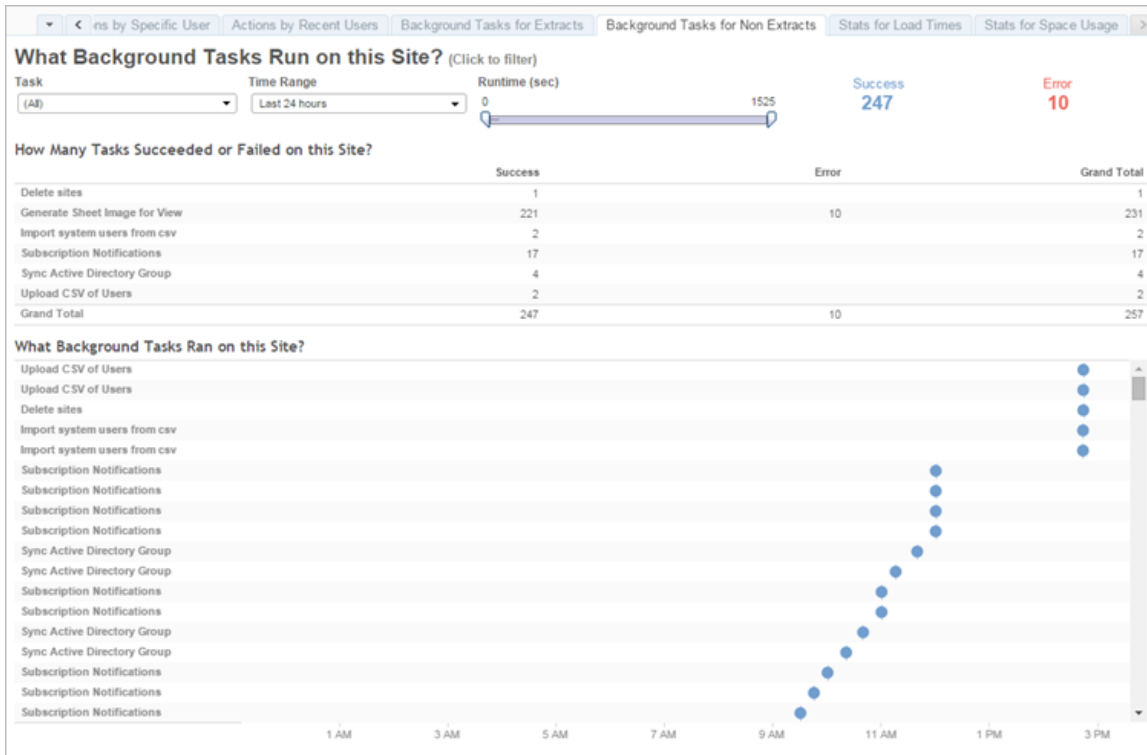 ns by Specific User Actions by Recent Users Background Tasks for Extracts Background Tasks for Non Extracts Stats for Load Times Stats for Space Usage
What Background Tasks Run on this Site? (Click to filter)
Task Time Range Runtime (sec) Success Error
(All) Last 24 hours 0 1525 247 10
How Many Tasks Succeeded or Failed on this Site?
Success Error Grand Total
Delete sites 1 1
Generate Sheet Image for View 221 10 231
Import system users from csv 2 2
Subscription Notifications 17 17
Sync Active Directory Group 4 4
Upload CSV of Users 2 2
Grand Total 247 10 257
What Background Tasks Ran on this Site?
Upload CSV of Users
Upload CSV of Users
Delete sites
Import system users from csv
Import system users from csv
Subscription Notifications
Subscription Notifications
Subscription Notifications
Subscription Notifications
Sync Active Directory Group
Sync Active Directory Group
Subscription Notifications
Subscription Notifications
Sync Active Directory Group
Sync Active Directory Group
Subscription Notifications
Subscription Notifications
Subscription Notifications
1 AM 3 AM 5 AM 7 AM 9 AM 11 AM 1 PM 3 PM